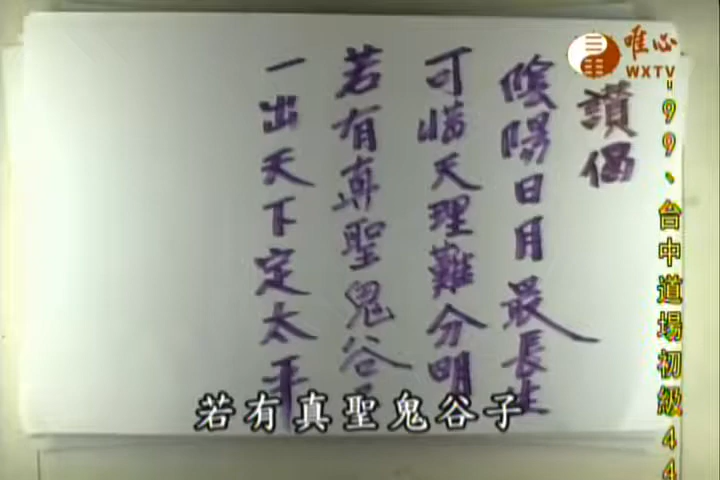 讚偈
陰陽日月最長生
可惜天理難分明
若有真聖鬼谷子
一出天下定太平
若有真聖鬼谷子
唯心
WXTV
199、台中道場初級44